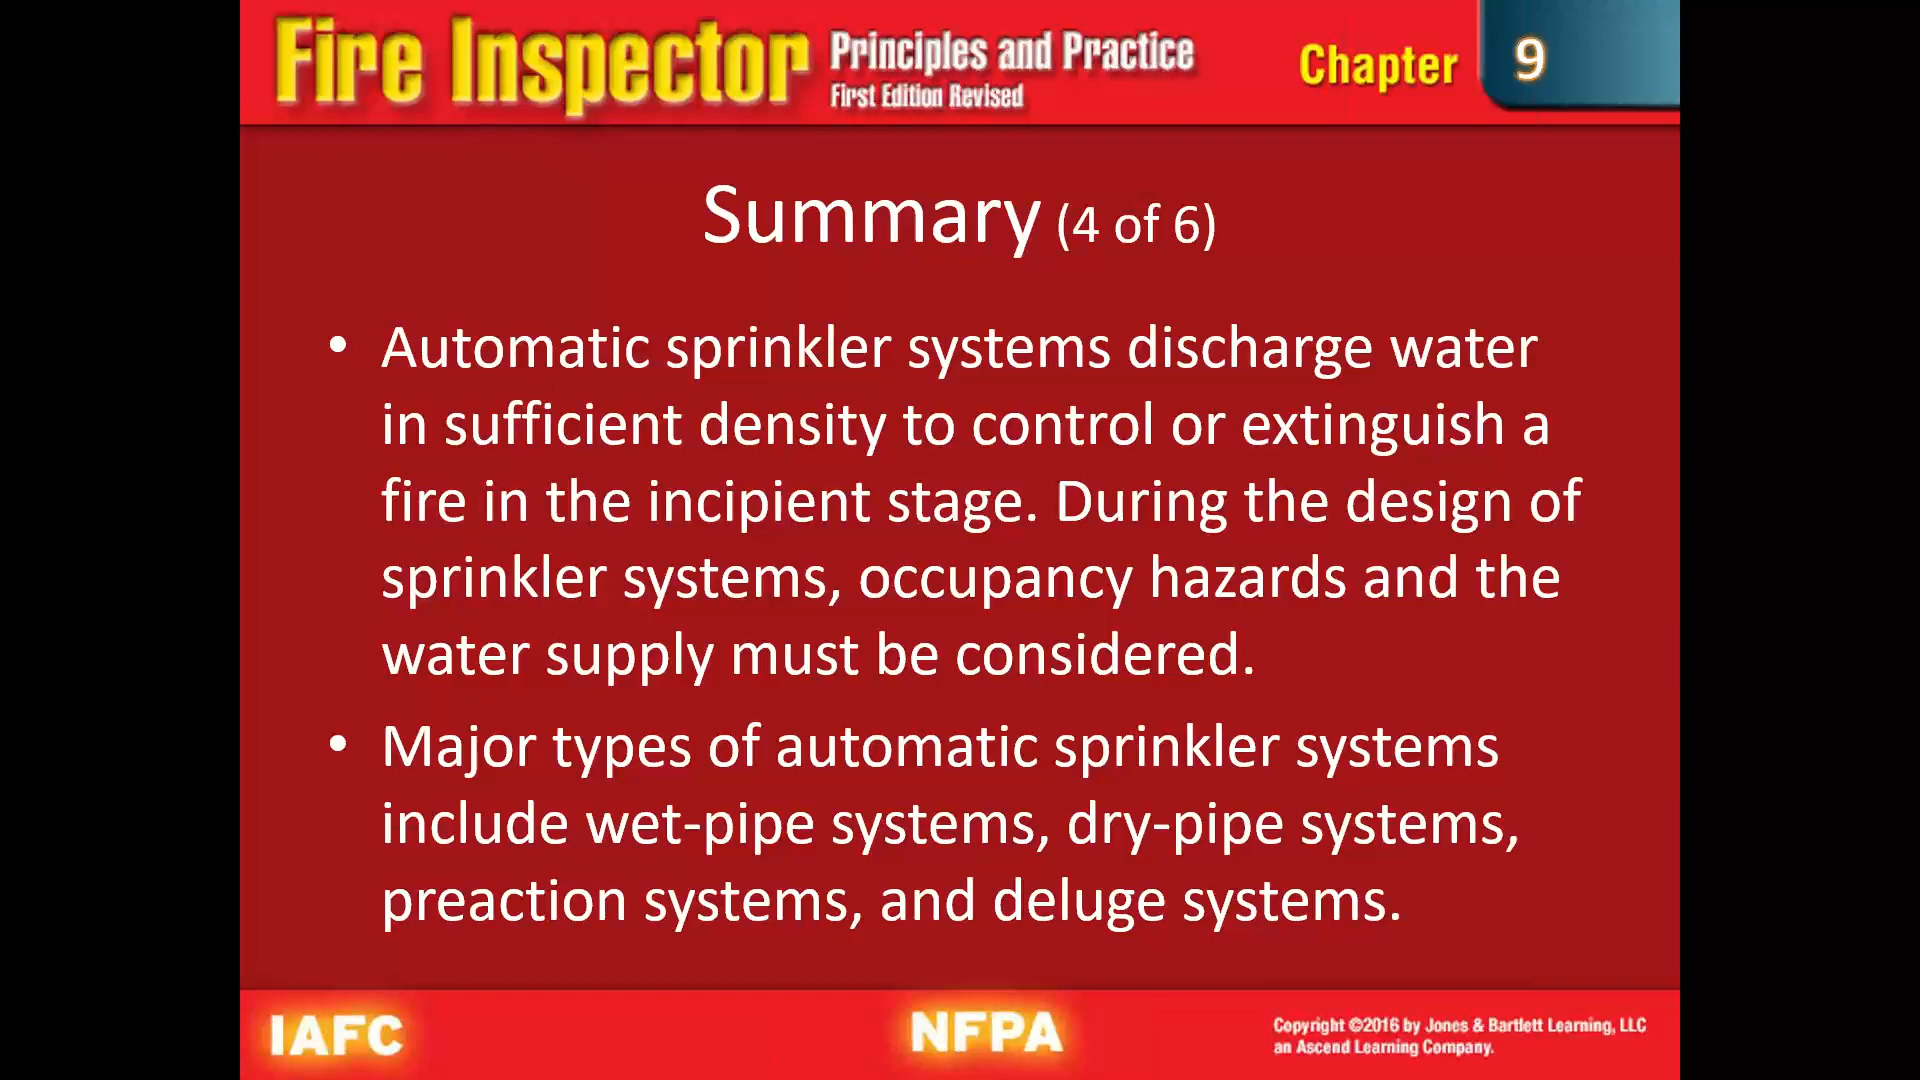 Fire Inspector Principles and Practice
First Edition Revised
Chapter 9
Summary (4 of 6)
• Automatic sprinkler systems discharge water
in sufficient density to control or extinguish a
fire in the incipient stage. During the design of
sprinkler systems, occupancy hazards and the
water supply must be considered.
• Major types of automatic sprinkler systems
include wet-pipe systems, dry-pipe systems,
preaction systems, and deluge systems.
IAFC
NFPA
Copyright ©2016 by Jones & Bartlett Learning, LLC
an Ascend Learning Company.